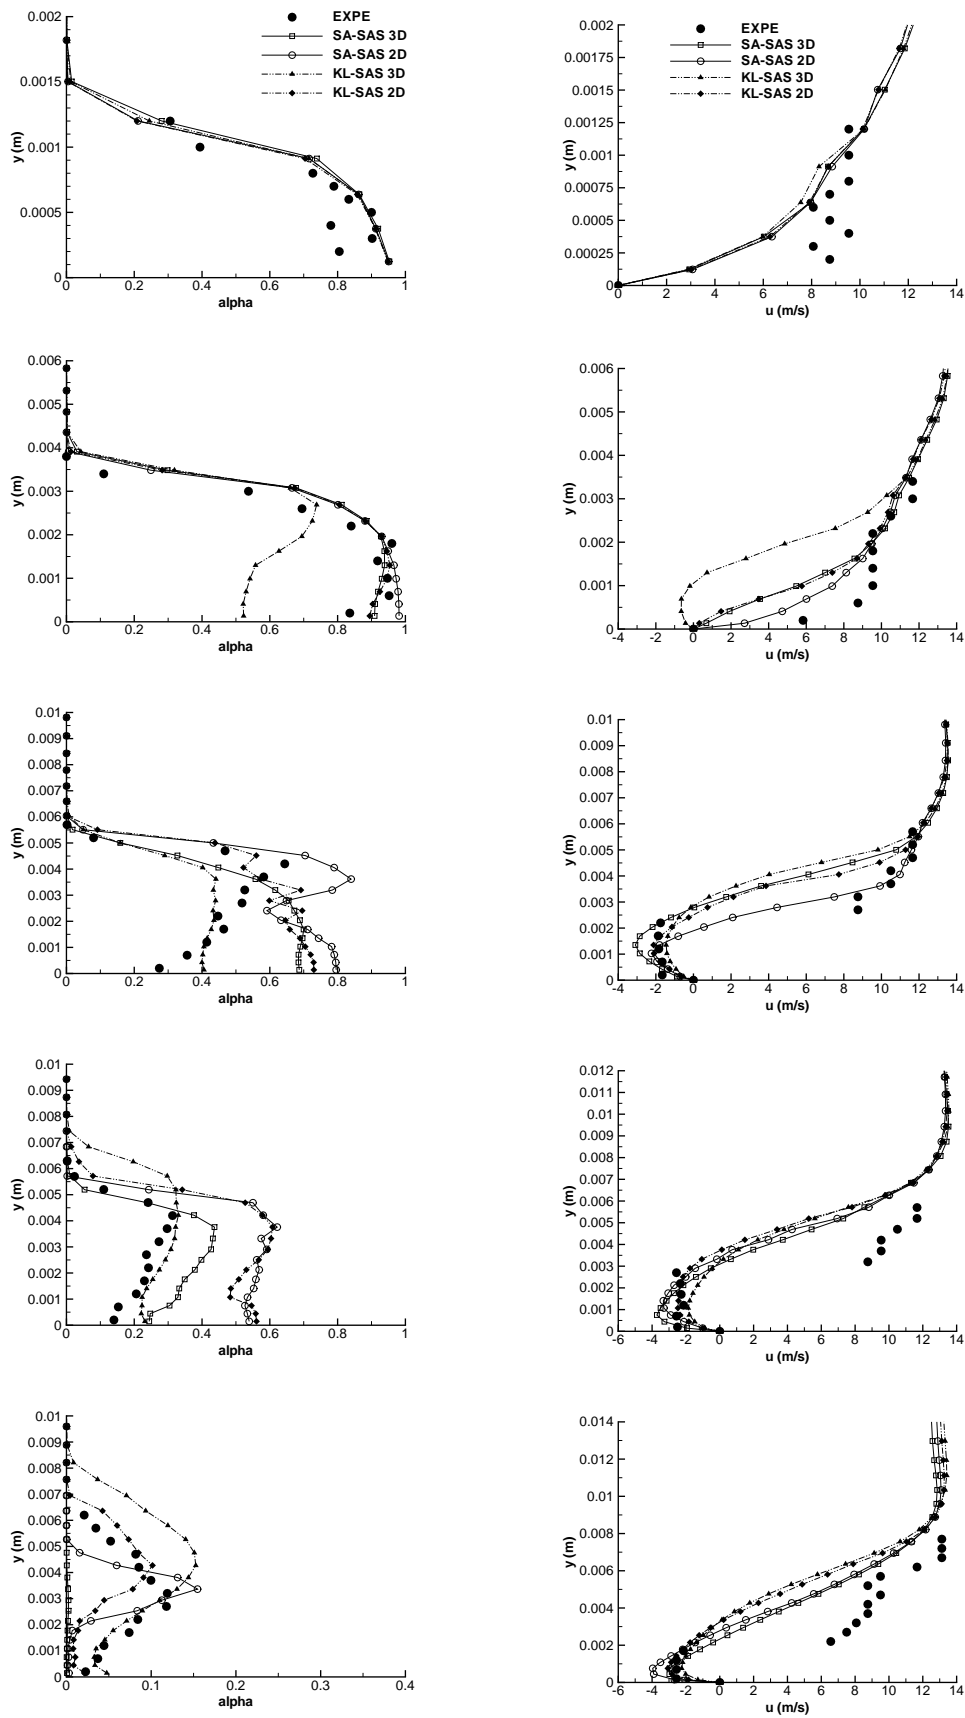 EXPE
SA-SAS 3D
SA-SAS 2D
KL-SAS 3D
KL-SAS 2D
0.002
0.0015
0.001
0.0005
0
y (m)
0.2 0.4 0.6 0.8 1
alpha
EXPE
SA-SAS 3D
SA-SAS 2D
KL-SAS 3D
KL-SAS 2D
0.002
0.00175
0.0015
0.00125
0.001
0.00075
0.0005
0.00025
0
y (m)
0 2 4 6 8 10 12 14
u (m/s)
0.006
0.005
0.004
0.003
0.002
0.001
0
y (m)
0 0.2 0.4 0.6 0.8 1
alpha
0.006
0.005
0.004
0.003
0.002
0.001
0
y (m)
-4 -2 0 2 4 6 8 10 12 14
u (m/s)
0.01
0.009
0.008
0.007
0.006
0.005
0.004
0.003
0.002
0.001
0
y (m)
0 0.2 0.4 0.6 0.8 1
alpha
0.01
0.009
0.008
0.007
0.006
0.005
0.004
0.003
0.002
0.001
0
y (m)
-4 -2 0 2 4 6 8 10 12 14
u (m/s)
0.01
0.009
0.008
0.007
0.006
0.005
0.004
0.003
0.002
0.001
0
y (m)
0 0.2 0.4 0.6 0.8 1
alpha
0.012
0.011
0.01
0.009
0.008
0.007
0.006
0.005
0.004
0.003
0.002
0.001
0
y (m)
-6 -4 -2 0 2 4 6 8 10 12 14
u (m/s)
0.01
0.009
0.008
0.007
0.006
0.005
0.004
0.003
0.002
0.001
0
y (m)
0 0.1 0.2 0.3 0.4
alpha
0.014
0.012
0.01
0.008
0.006
0.004
0.002
0
y (m)
-6 -4 -2 0 2 4 6 8 10 12 14
u (m/s)